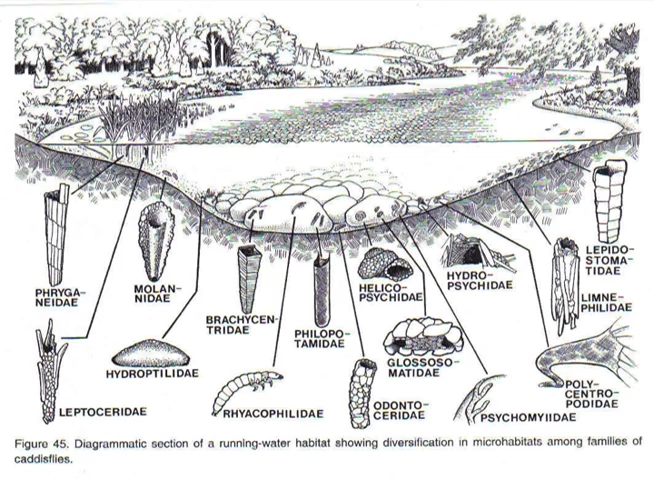 PHRYGA-
NEIDAE
MOLAN-
NIDAE
BRACHYCEN-
TRIDAE
PHILOPO-
TAMIDAE
HELICO-
PSYCHIDAE
HYDRO-
PSYCHIDAE
LEPIDO-
STOMA-
TIDAE
LIMNE-
PHILIDAE
LEPTOCERIDAE
HYDROPTILIDAE
RHYACOPHILIDAE
ODONTO-
CERIDAE
GLOSSOSO-
MATIDAE
PSYCHOMYIIDAE
POLY-
CENTRO-
PODIDAE
Figure 45. Diagrammatic section of a running-water habitat showing diversification in microhabitats among families of
caddisflies.